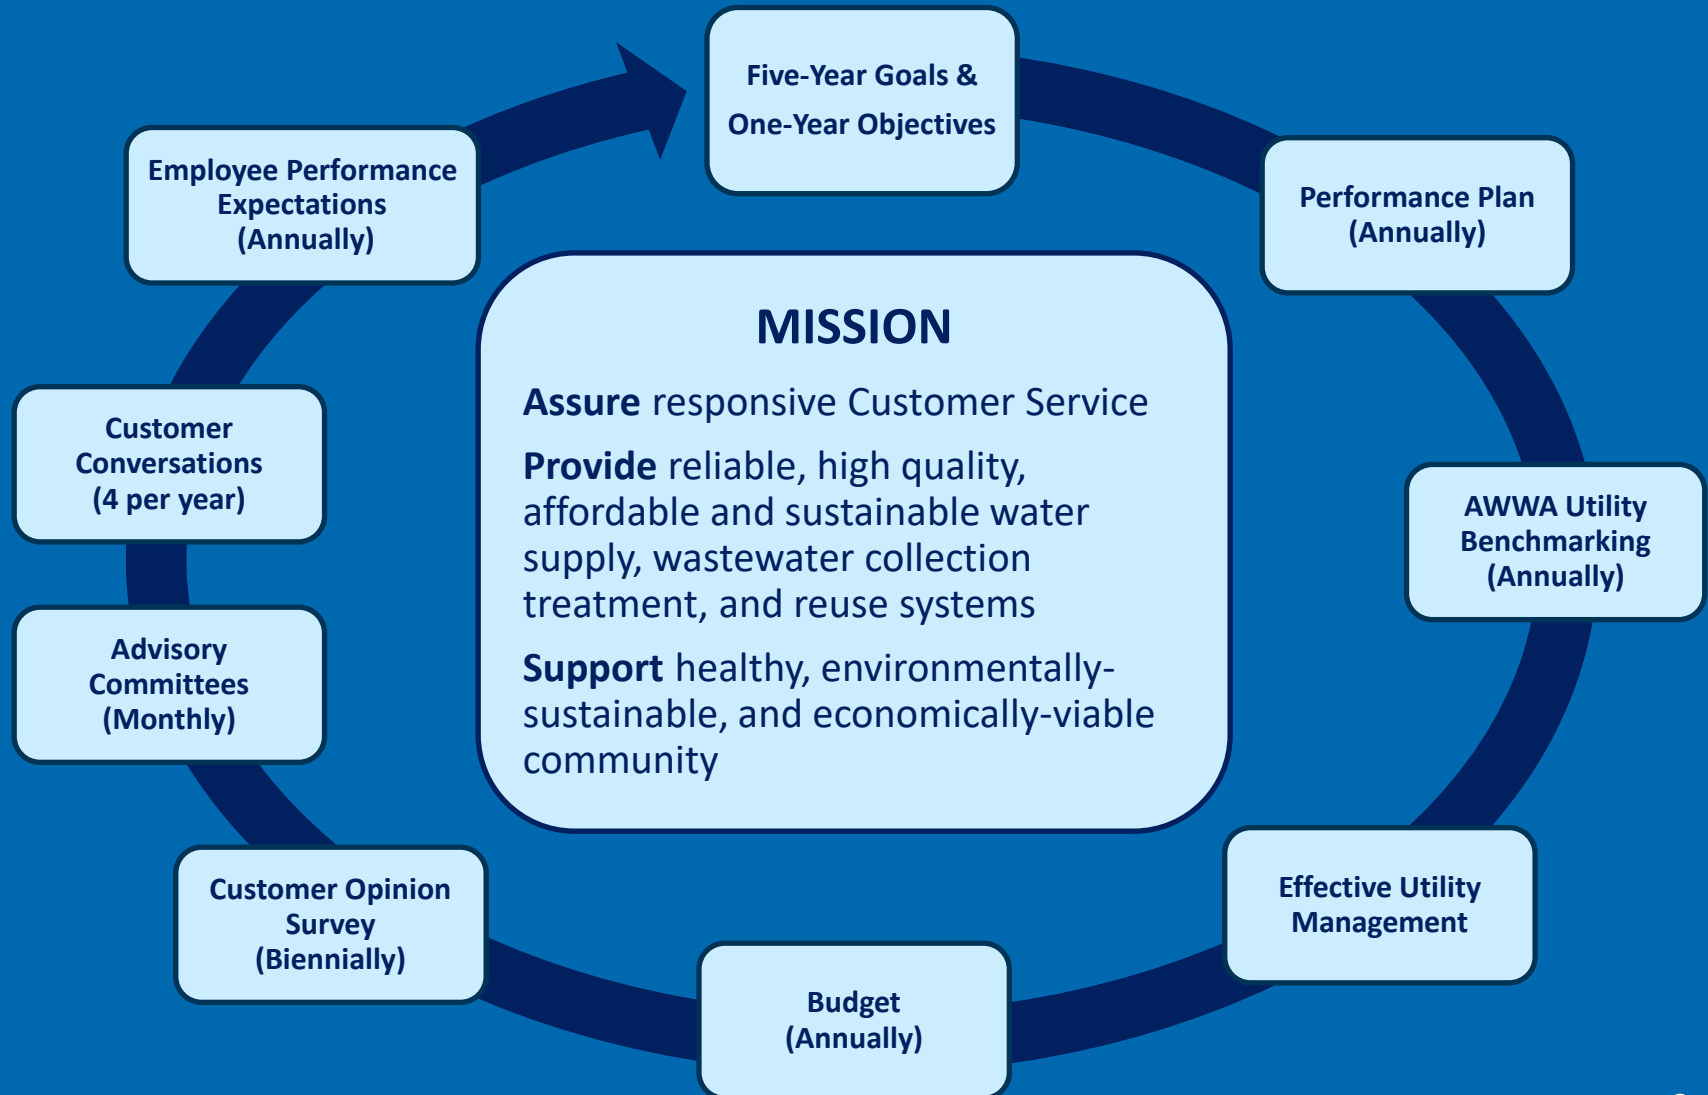 Five-Year Goals &
One-Year Objectives
Performance Plan
(Annually)
AWWA Utility
Benchmarking
(Annually)
Effective Utility
Management
Budget
(Annually)
Customer Opinion
Survey
(Biennially)
Advisory
Committees
(Monthly)
Customer
Conversations
(4 per year)
Employee Performance
Expectations
(Annually)
MISSION
Assure responsive Customer Service
Provide reliable, high quality,
affordable and sustainable water
supply, wastewater collection
treatment, and reuse systems
Support healthy, environmentally-
sustainable, and economically-viable
community